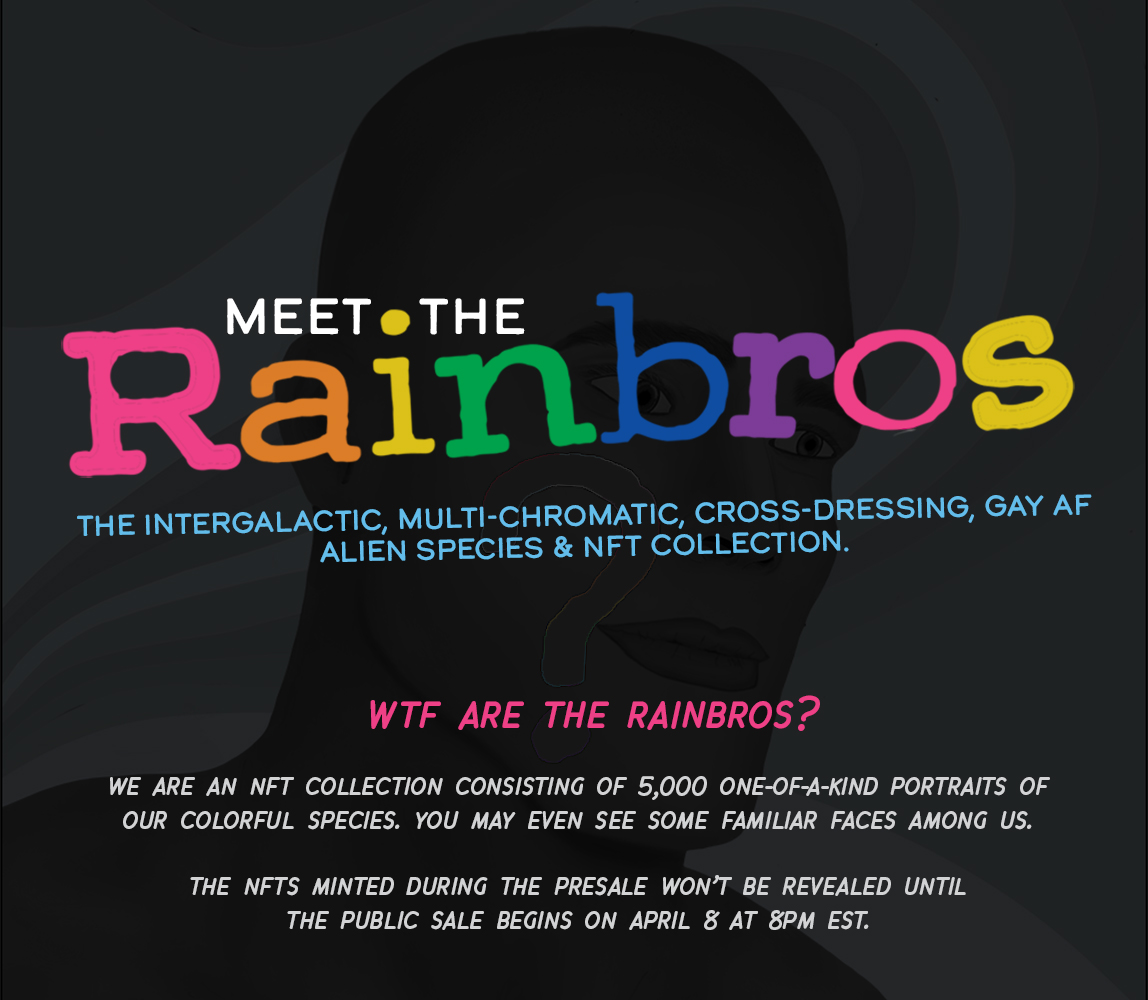 MEET THE
Rainbros
THE INTERGALACTIC, MULTI-CHROMATIC, CROSS-DRESSING, GAY AF
ALIEN SPECIES & NFT COLLECTION.
?
WTF ARE THE RAINBROS?
WE ARE AN NFT COLLECTION CONSISTING OF 5,000 ONE-OF-A-KIND PORTRAITS OF
OUR COLORFUL SPECIES. YOU MAY EVEN SEE SOME FAMILIAR FACES AMONG US.
THE NFTS MINTED DURING THE PRESALE WON'T BE REVEALED UNTIL
THE PUBLIC SALE BEGINS ON APRIL 8 AT 8PM EST.